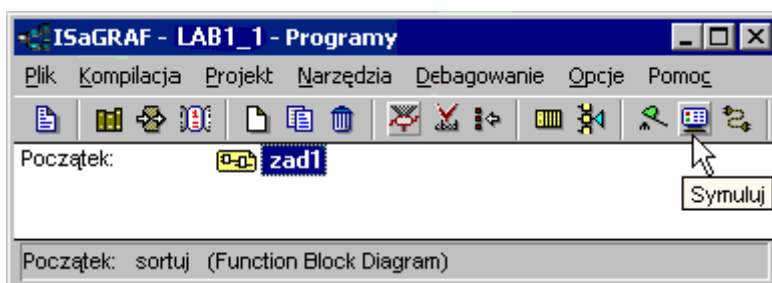 ISaGRAF - LAB1_1 - Programy
Plik Kompilacja Projekt Narzędzia Debagowanie Opcje Pomoc
Początek: zad1
Symuluj
Początek: sortuj (Function Block Diagram)